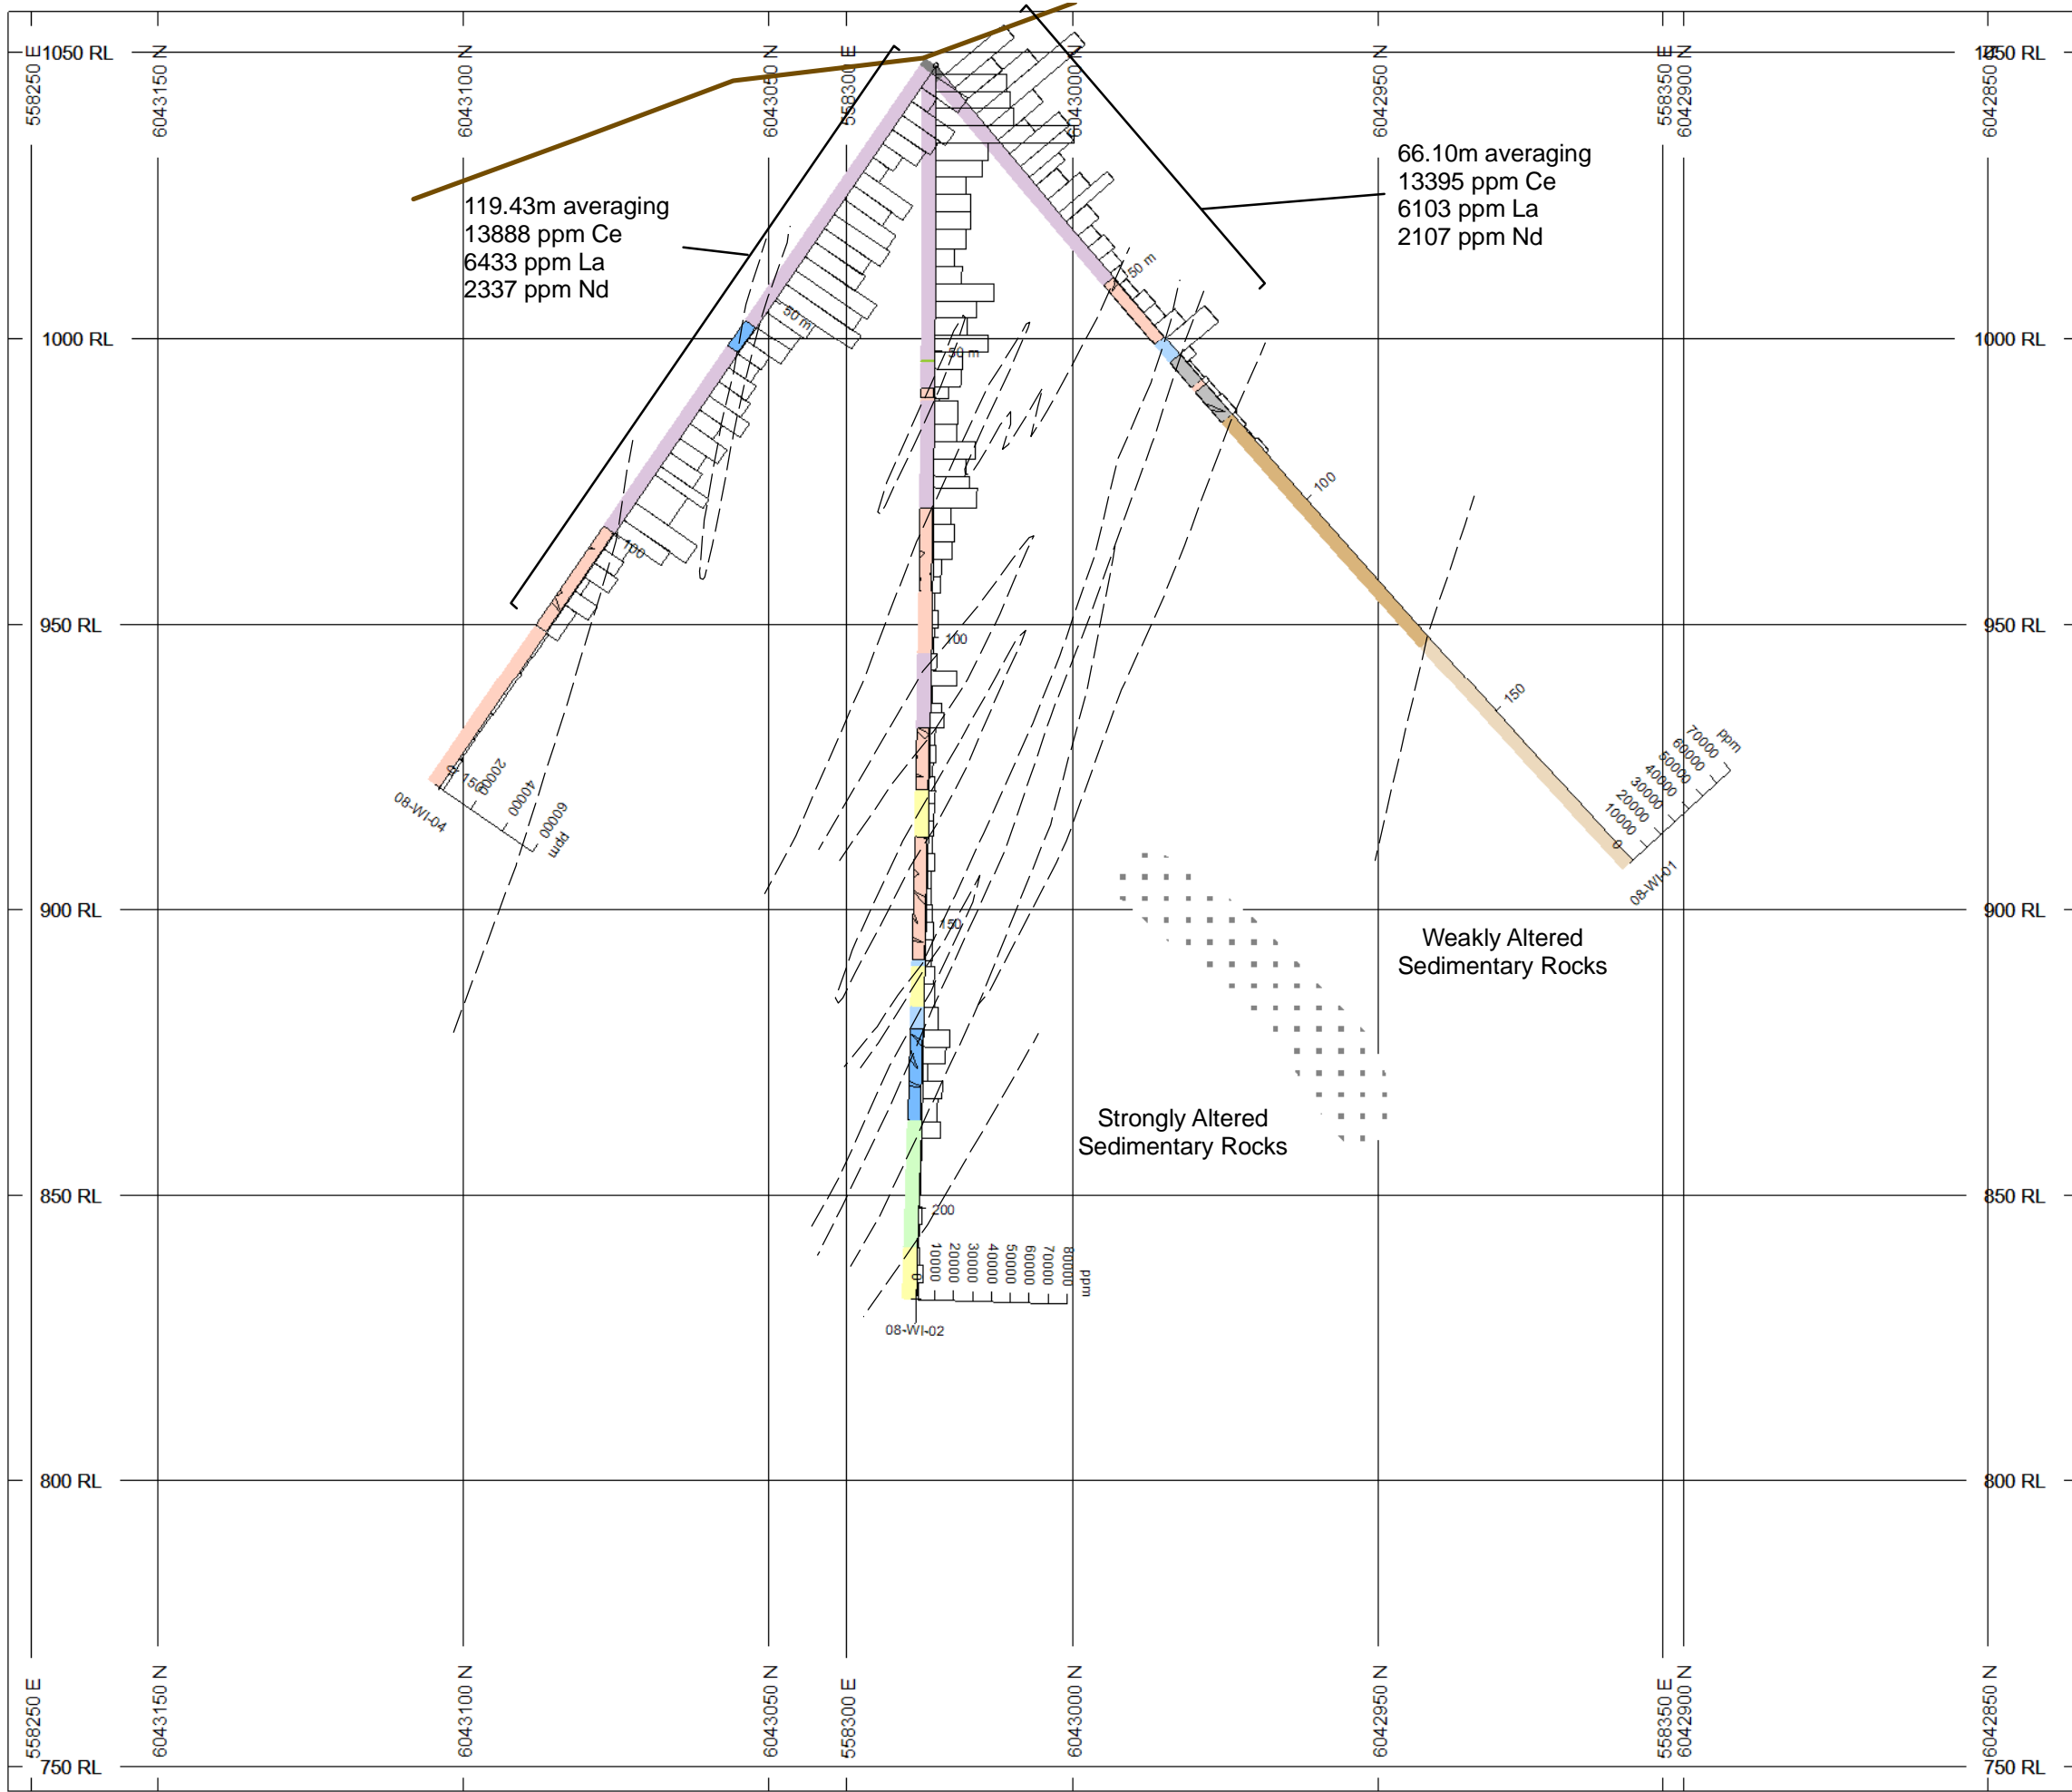 558250 E
6043150 N
6043100 N
6043050 N
558300 E
6043000 N
6042950 N
558350 E
6042900 N
6042850 N
1050 RL
1050 RL
66.10m averaging
13395 ppm Ce
6103 ppm La
2107 ppm Nd
119.43m averaging
13888 ppm Ce
6433 ppm La
2337 ppm Nd
50 m
50 m
50 m
1000 RL
1000 RL
100
100
100
950 RL
950 RL
150
0
10000
20000
30000
40000
50000
60000
70000
ppm
08-WI-01
150
0
20000
40000
60000
ppm
08-WI-04
900 RL
150
900 RL
Weakly Altered
Sedimentary Rocks
Strongly Altered
Sedimentary Rocks
850 RL
850 RL
200
0
10000
20000
30000
40000
50000
60000
70000
80000
ppm
08-WI-02
800 RL
800 RL
558250 E
6043150 N
6043100 N
6043050 N
558300 E
6043000 N
6042950 N
558350 E
6042900 N
6042850 N
750 RL
750 RL